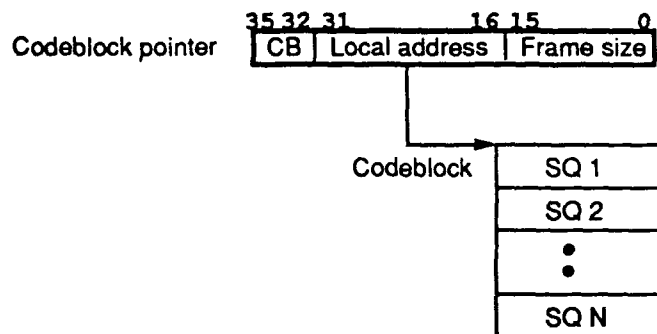 35 32 31 16 15 0
Codeblock pointer CB Local address Frame size
Codeblock SQ 1
SQ 2
SQ N